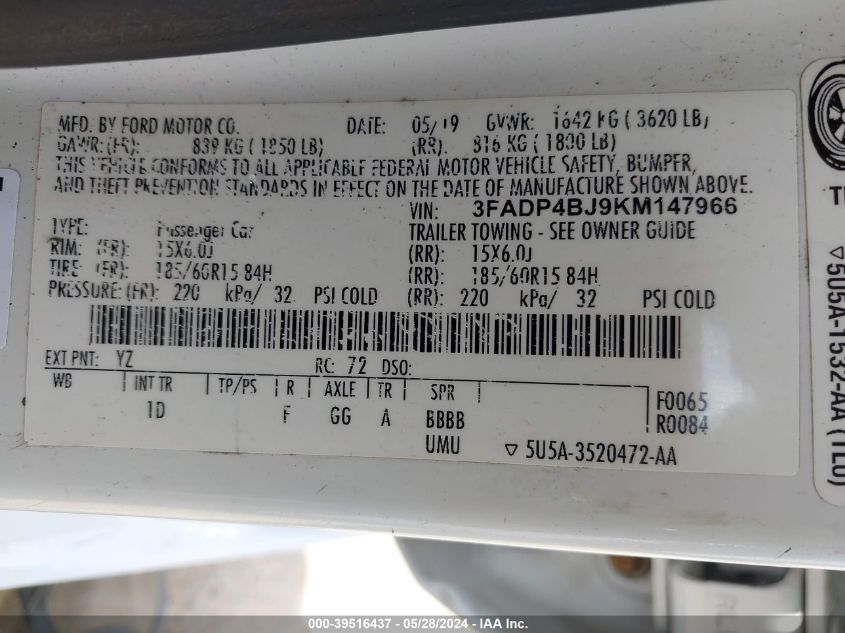 MFD. BY FORD MOTOR CO. DATE: 05/19 GVWR: 1642 KG ( 3620 LB)
GAWR: (FR): 839 KG ( 1850 LB) (RR): 816 KG ( 1800 LB)
THIS VEHICLE CONFORMS TO ALL APPLICABLE FEDERAL MOTOR VEHICLE SAFETY, BUMPER,
AND THEFT PREVENTION STANDARDS IN EFFECT ON THE DATE OF MANUFACTURE SHOWN ABOVE.
VIN: 3FADP4BJ9KM147966
TYPE: Passenger Car TRAILER TOWING - SEE OWNER GUIDE
RIM: (FR): 15X6.0J (RR): 15X6.0J
TIRE (FR): 185/60R15 84H (RR): 185/60R15 84H
PRESSURE: (FR): 220 kPa/ 32 PSI COLD (RR): 220 kPa/ 32 PSI COLD
EXT PNT: YZ RC: 72 DSO:
WB INT TR TP/PS R AXLE TR SPR
1D F GG A BBBB
UMU
F0065
R0084
▽ 5U5A-3520472-AA
▽5U5A-1532-AA (TL0)
000-39516437 - 05/28/2024 - IAA Inc.